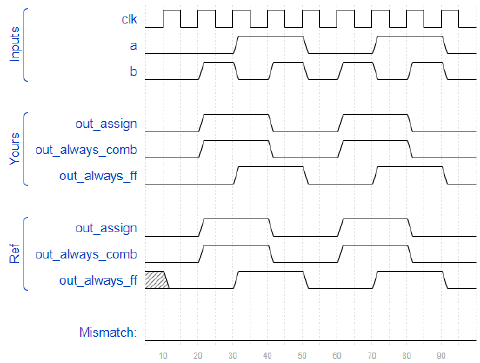 Inputs
clk
a
b
Yours
out_assign
out_always_comb
out_always_ff
Ref
out_assign
out_always_comb
out_always_ff
Mismatch:
10 20 30 40 50 60 70 80 90